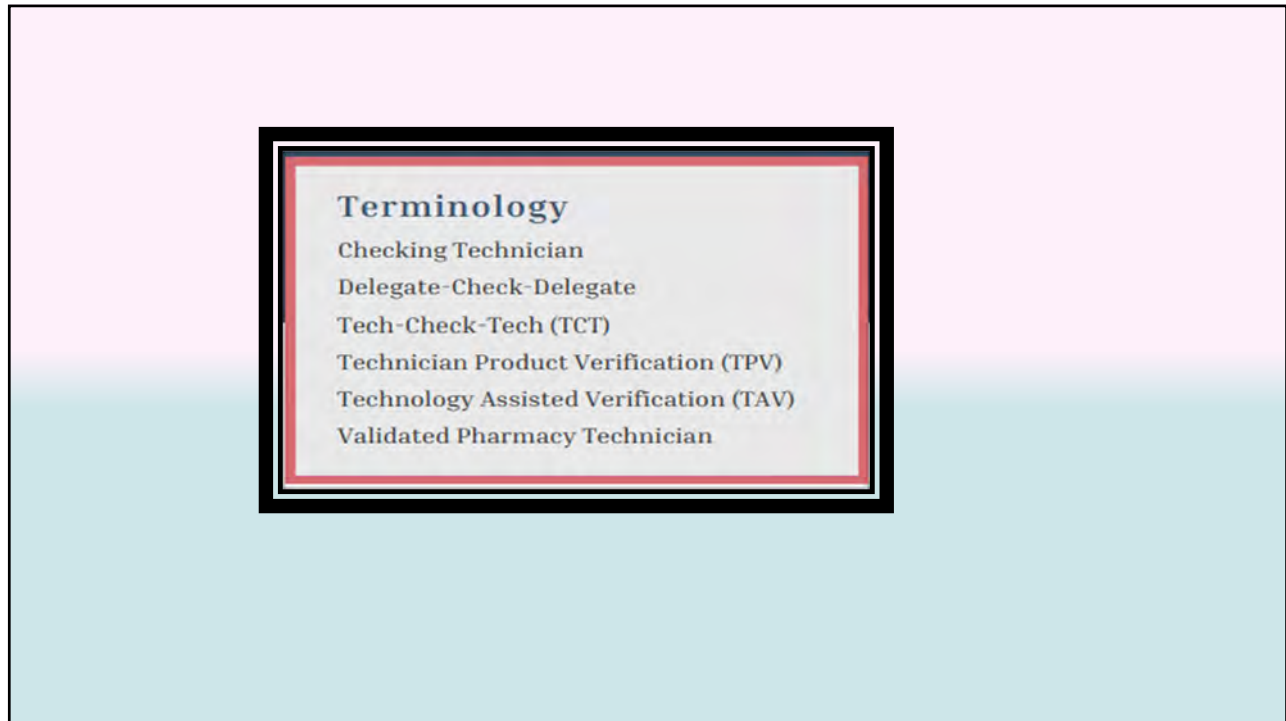 Terminology
Checking Technician
Delegate-Check-Delegate
Tech-Check-Tech (TCT)
Technician Product Verification (TPV)
Technology Assisted Verification (TAV)
Validated Pharmacy Technician